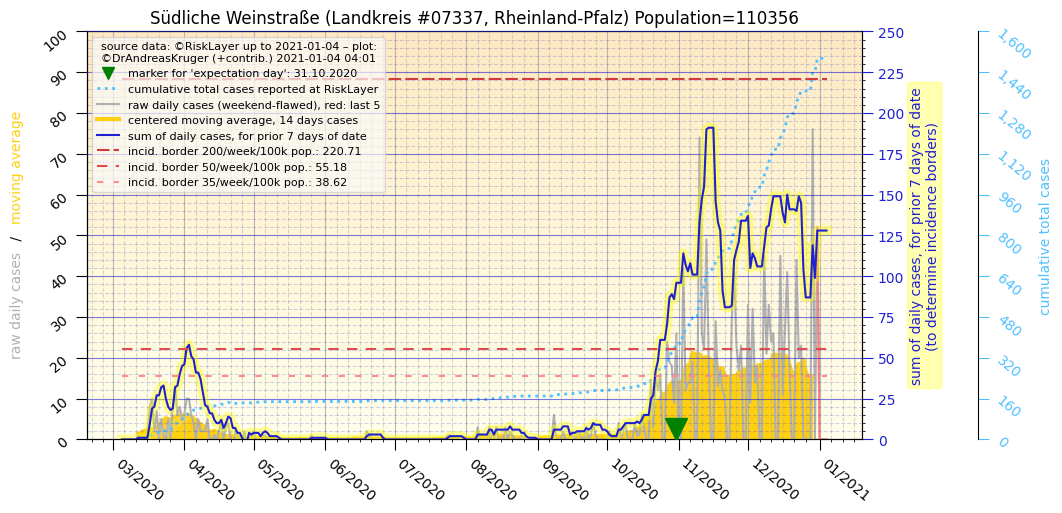 Südliche Weinstraße (Landkreis #07337, Rheinland-Pfalz) Population=110356
source data: ©RiskLayer up to 2021-01-04 – plot:
©DrAndreasKruger (+contrib.) 2021-01-04 04:01
marker for 'expectation day': 31.10.2020
cumulative total cases reported at RiskLayer
raw daily cases (weekend-flawed), red: last 5
centered moving average, 14 days cases
sum of daily cases, for prior 7 days of date
incid. border 200/week/100k pop.: 220.71
incid. border 50/week/100k pop.: 55.18
incid. border 35/week/100k pop.: 38.62
raw daily cases / moving average
100
90
80
70
60
50
40
30
20
10
0
03/2020
04/2020
05/2020
06/2020
07/2020
08/2020
09/2020
10/2020
11/2020
12/2020
01/2021
250
225
200
175
150
125
100
75
50
25
0
sum of daily cases, for prior 7 days of date
(to determine incidence borders)
1,600
1,440
1,280
1,120
960
800
640
480
320
160
0
cumulative total cases